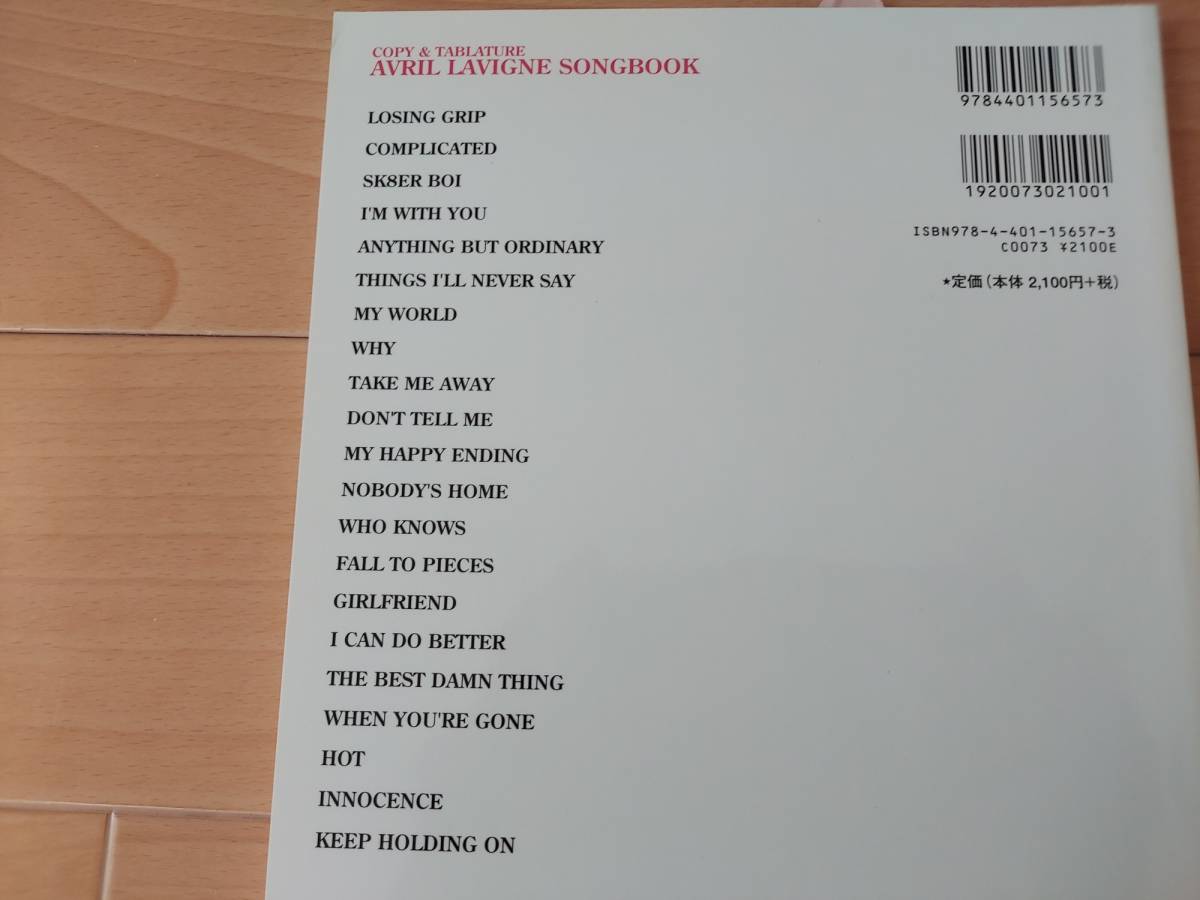 COPY & TABLATURE
AVRIL LAVIGNE SONGBOOK
LOSING GRIP
COMPLICATED
SK8ER BOI
I'M WITH YOU
ANYTHING BUT ORDINARY
THINGS I'LL NEVER SAY
MY WORLD
WHY
TAKE ME AWAY
DON'T TELL ME
MY HAPPY ENDING
NOBODY'S HOME
WHO KNOWS
FALL TO PIECES
GIRLFRIEND
I CAN DO BETTER
THE BEST DAMN THING
WHEN YOU'RE GONE
HOT
INNOCENCE
KEEP HOLDING ON
9784401156573
1920073021001
ISBN978-4-401-15657-3
C0073 ¥2100E
★定価(本体 2,100円+税)